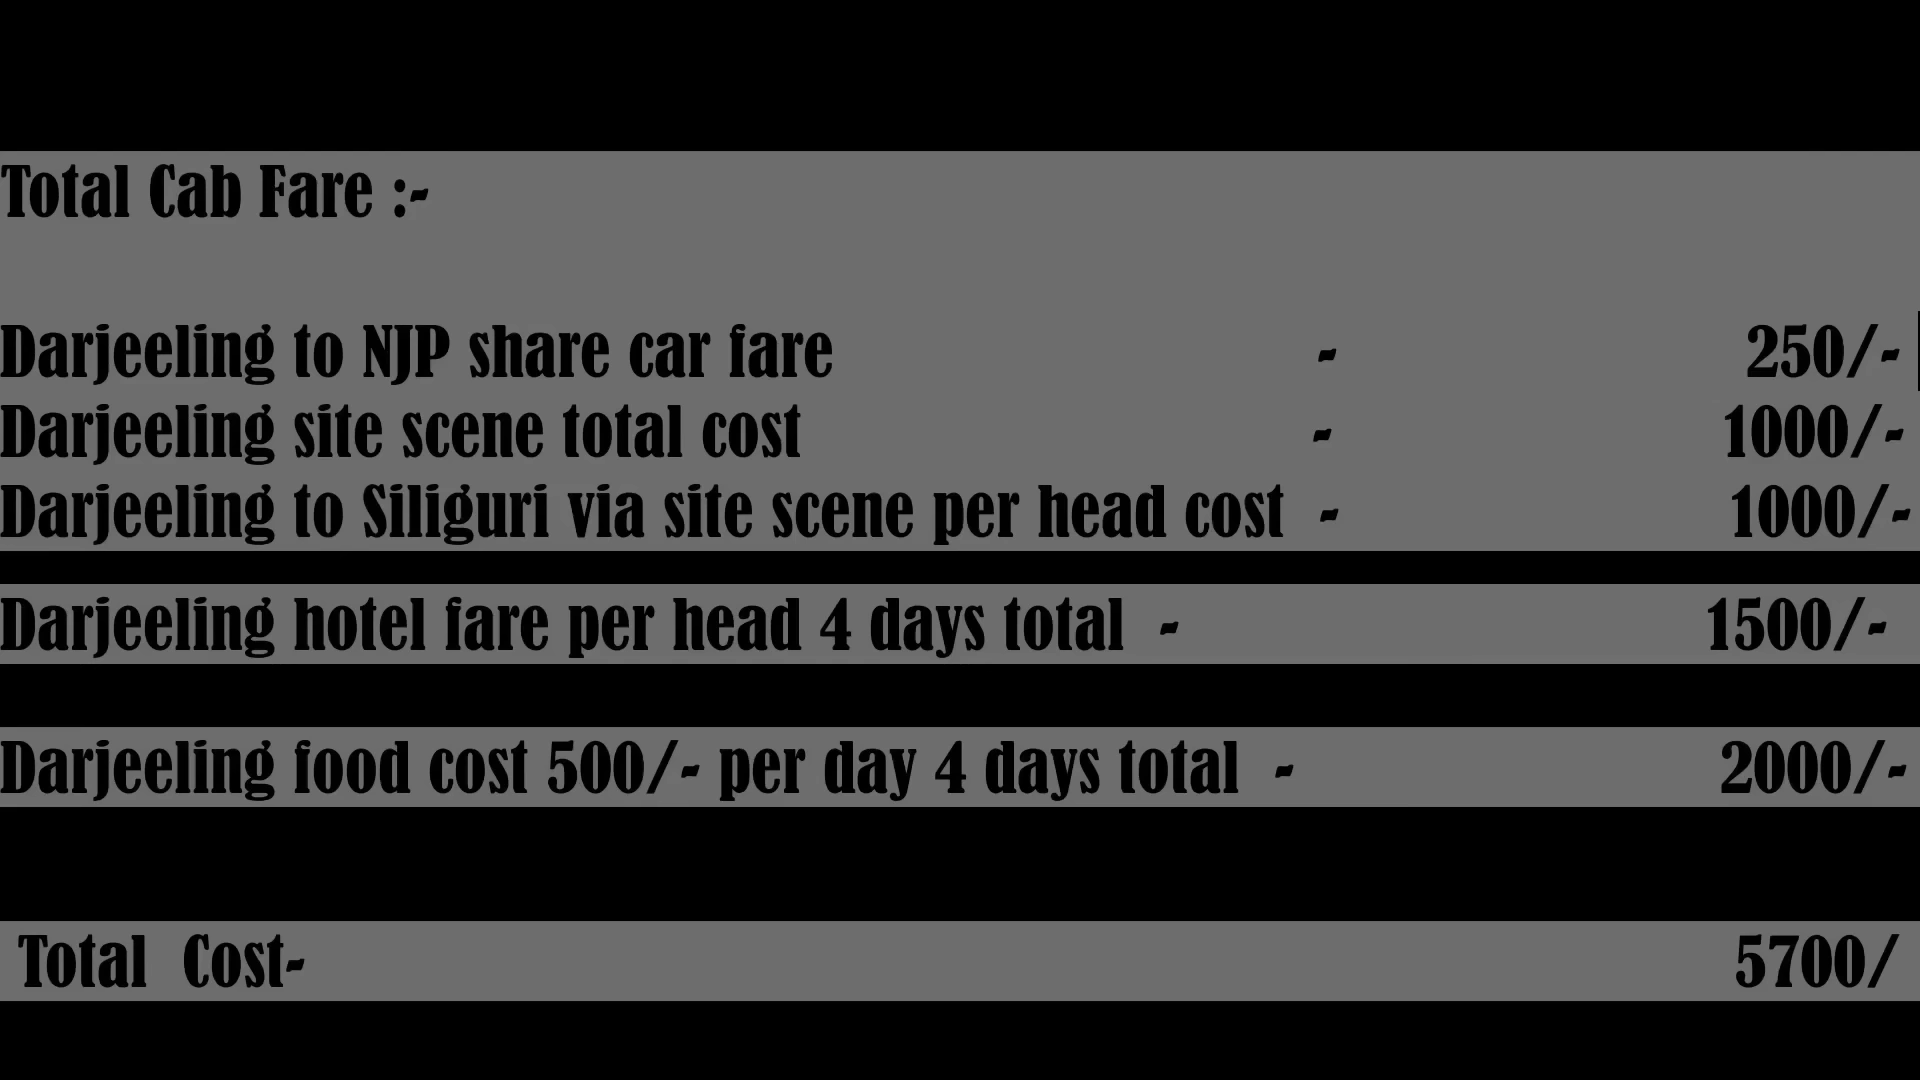 Total Cab Fare :-
Darjeeling to NJP share car fare - 250/-
Darjeeling site scene total cost - 1000/-
Darjeeling to Siliguri via site scene per head cost - 1000/-
Darjeeling hotel fare per head 4 days total - 1500/-
Darjeeling food cost 500/- per day 4 days total - 2000/-
Total Cost- 5700/